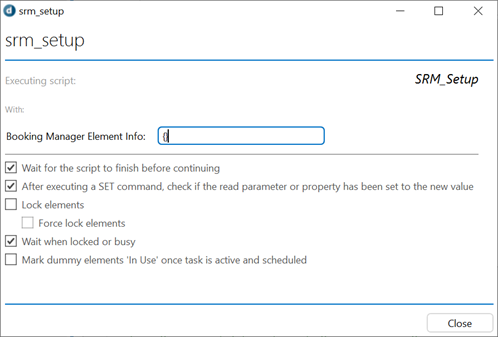 srm_setup
srm_setup
Executing script: SRM_Setup
With:
Booking Manager Element Info: {}
Wait for the script to finish before continuing
After executing a SET command, check if the read parameter or property has been set to the new value
Lock elements
Force lock elements
Wait when locked or busy
Mark dummy elements 'In Use' once task is active and scheduled
Close